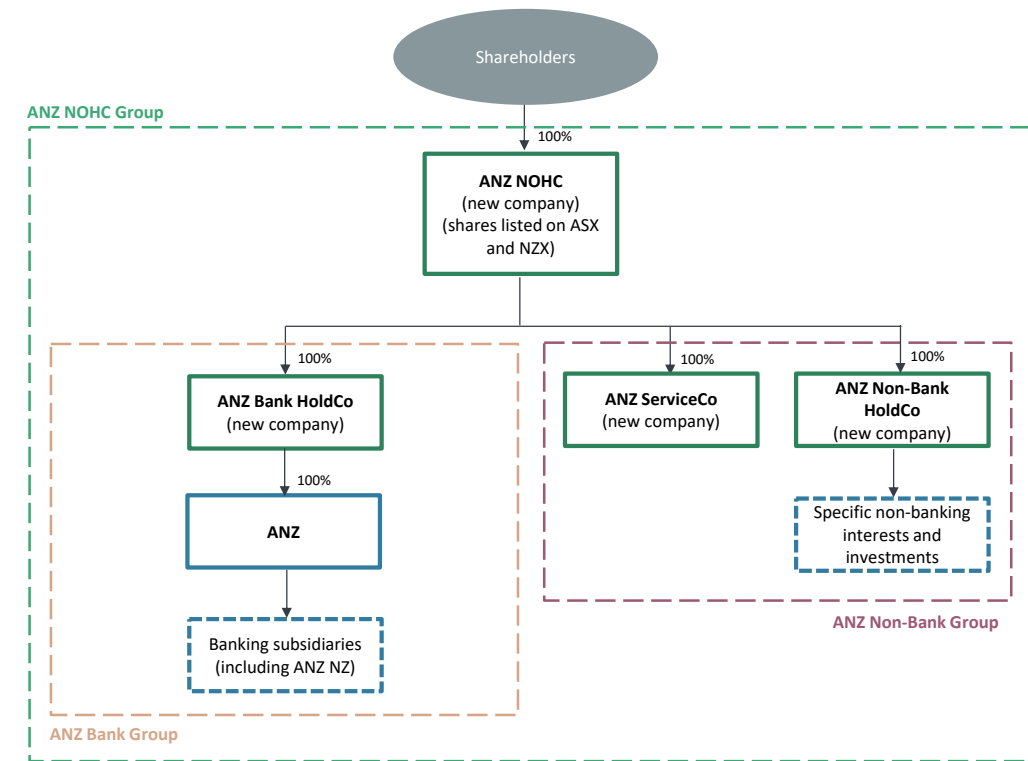 Shareholders
ANZ NOHC Group
100%
ANZ NOHC
(new company)
(shares listed on ASX
and NZX)
100%
100%
100%
ANZ Bank HoldCo
(new company)
ANZ ServiceCo
(new company)
ANZ Non-Bank
HoldCo
(new company)
100%
ANZ
Specific non-banking
interests and
investments
ANZ Non-Bank Group
Banking subsidiaries
(including ANZ NZ)
ANZ Bank Group